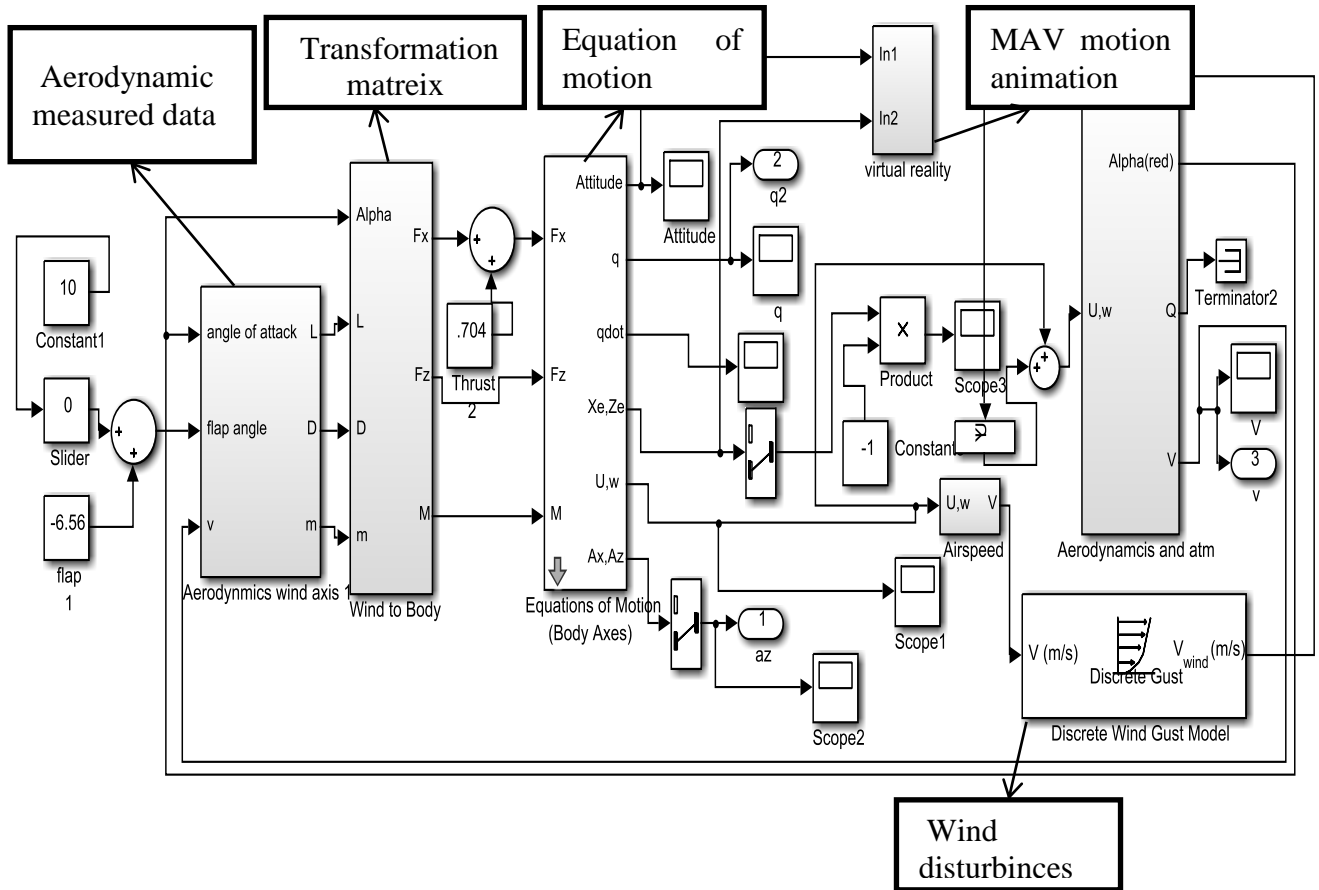 Aerodynamic
measured data
Transformation
matreix
Equation of
motion
MAV motion
animation
In1
In2
virtual reality
10
Constant1
0
Slider
-6.56
flap
1
angle of attack
flap angle
v
L
D
m
Aerodynmics wind axis 1
Alpha
L
D
m
Fx
Fz
M
Wind to Body
.704
Thrust
2
Fx
Fz
M
Attitude
q
qdot
Xe,Ze
U,w
Ax,Az
Equations of Motion
(Body Axes)
Attitude
2
q2
q
Product
Scope3
-1
Constant
U,w
V
Airspeed
Scope1
1
az
Scope2
U,w
Alpha(red)
Q
V
Aerodynamcis and atm
Terminator2
V
3
v
V (m/s)
Discrete Gust
Vwind (m/s)
Discrete Wind Gust Model
Wind
disturbinces